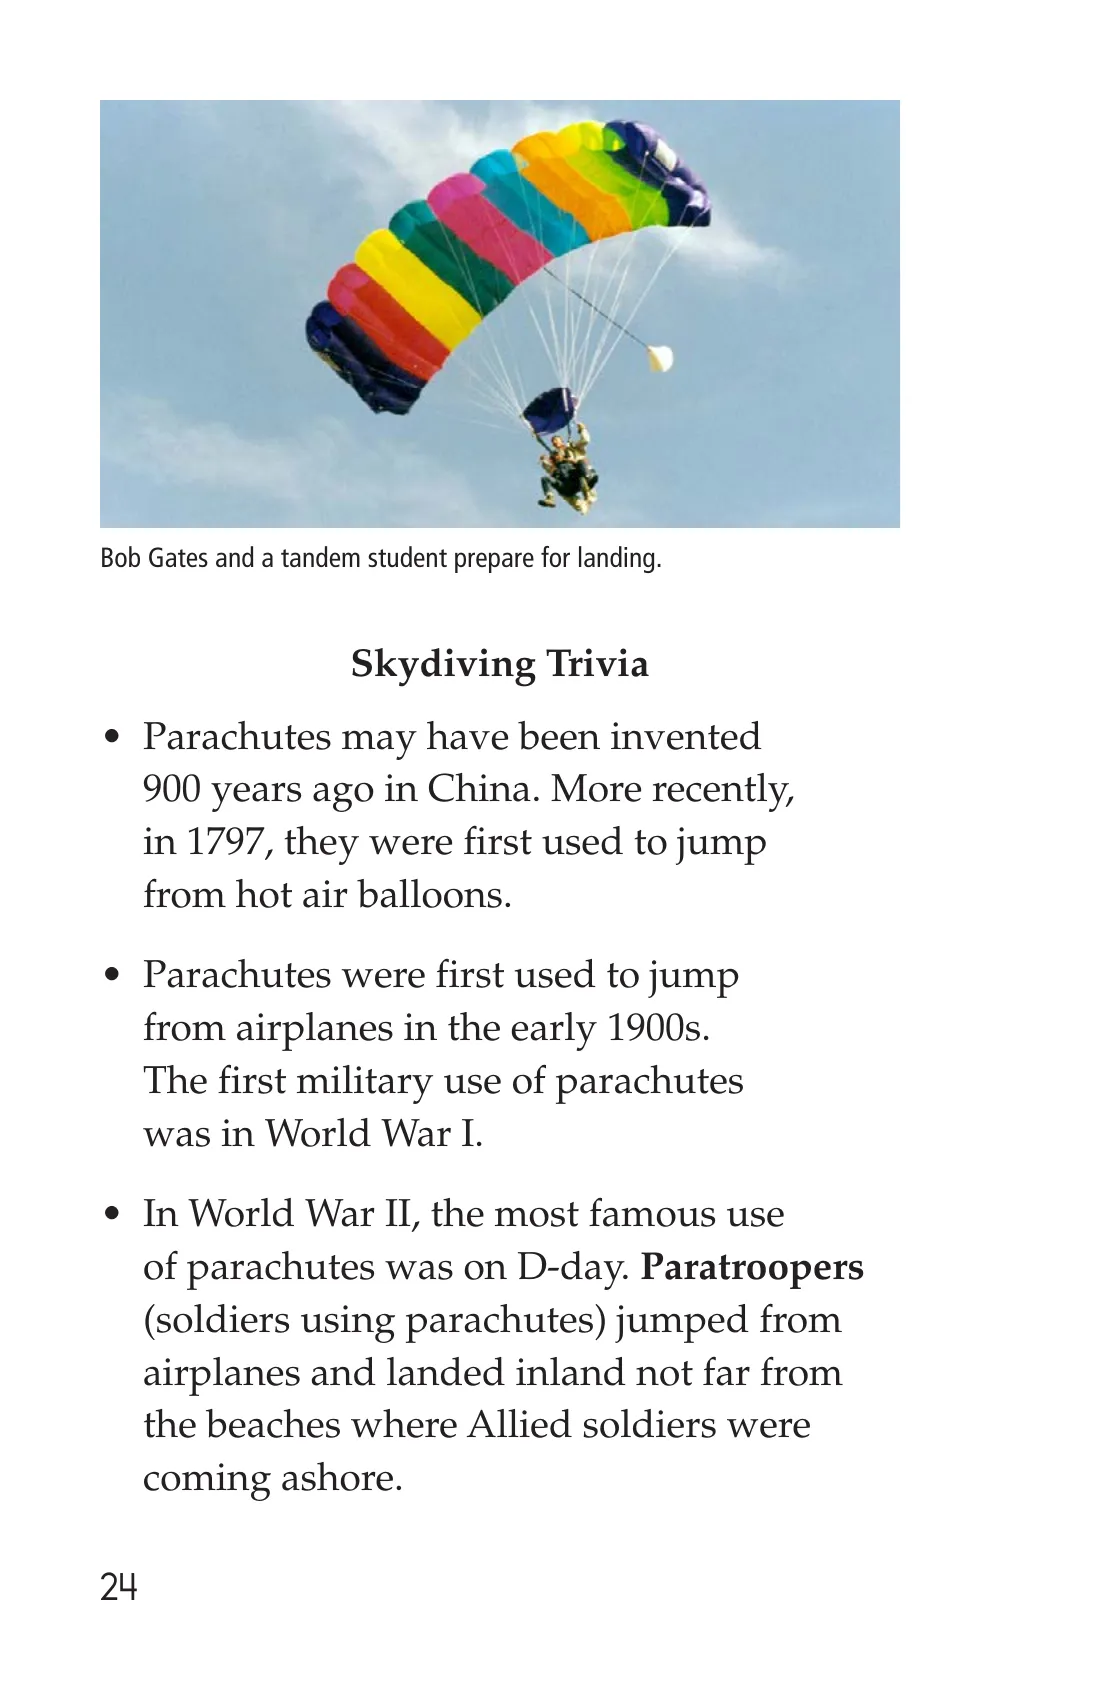 Bob Gates and a tandem student prepare for landing.
Skydiving Trivia
• Parachutes may have been invented
900 years ago in China. More recently,
in 1797, they were first used to jump
from hot air balloons.
• Parachutes were first used to jump
from airplanes in the early 1900s.
The first military use of parachutes
was in World War I.
• In World War II, the most famous use
of parachutes was on D-day. Paratroopers
(soldiers using parachutes) jumped from
airplanes and landed inland not far from
the beaches where Allied soldiers were
coming ashore.
24